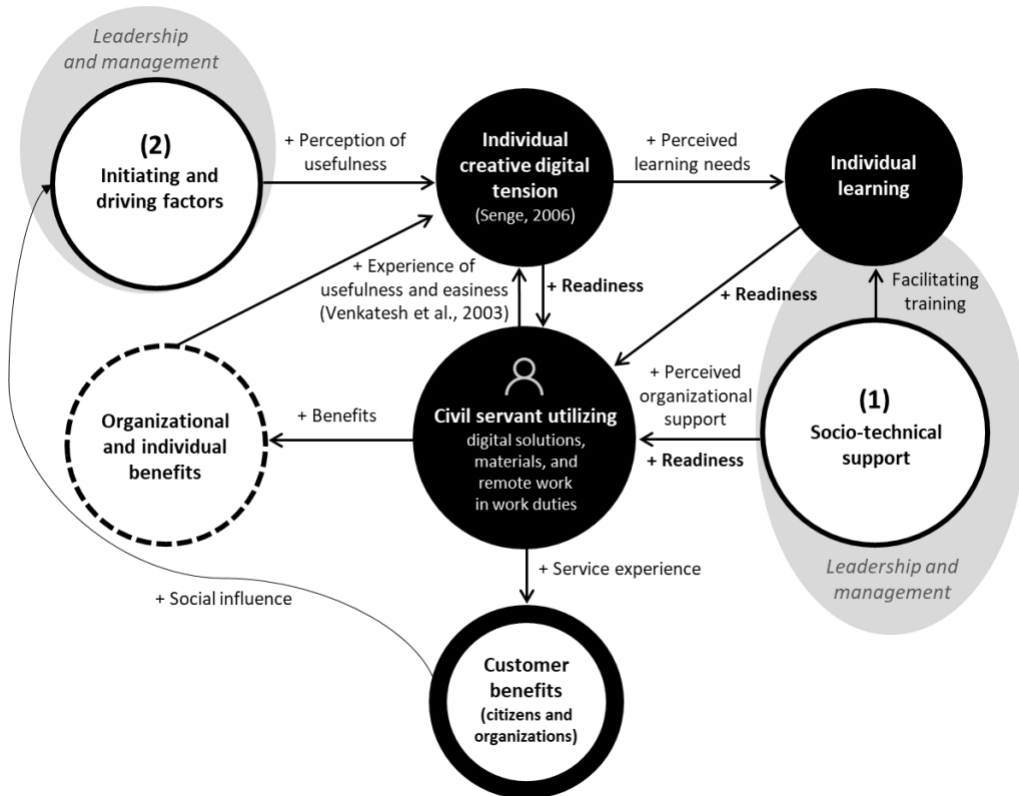 Leadership
and management
(2)
Initiating and
driving factors
+ Perception of
usefulness
Individual
creative digital
tension
(Senge, 2006)
+ Perceived
learning needs
Individual
learning
+ Experience of
usefulness and easiness
(Venkatesh et al., 2003)
+ Readiness
+ Readiness
Facilitating
training
Organizational
and individual
benefits
+ Benefits
Civil servant utilizing
digital solutions,
materials, and
remote work
in work duties
+ Perceived
organizational
support
+ Readiness
(1)
Socio-technical
support
Leadership and
management
+ Service experience
+ Social influence
Customer
benefits
(citizens and
organizations)